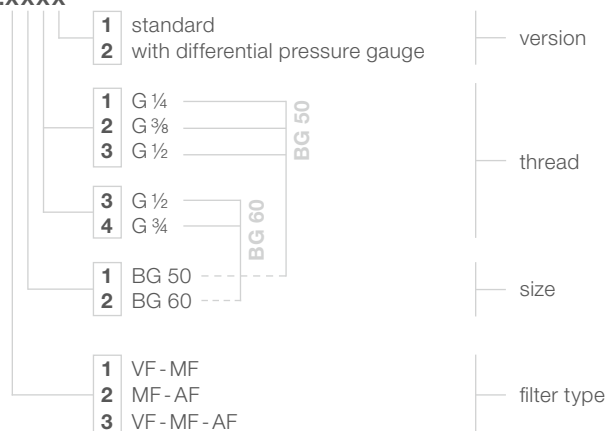 1 standard
2 with differential pressure gauge
version
1 G ¼
2 G ⅜
3 G ½
BG 50
thread
3 G ½
4 G ¾
BG 60
1 BG 50
2 BG 60
size
1 VF - MF
2 MF - AF
3 VF - MF - AF
filter type